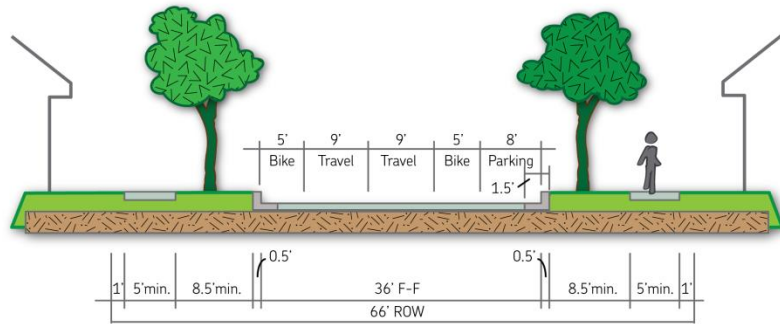 5' 9' 9' 5' 8'
Bike Travel Travel Bike Parking
1.5'
0.5' 0.5'
1' 5'min. 8.5'min. 36' F-F 8.5'min. 5'min. 1'
66' ROW